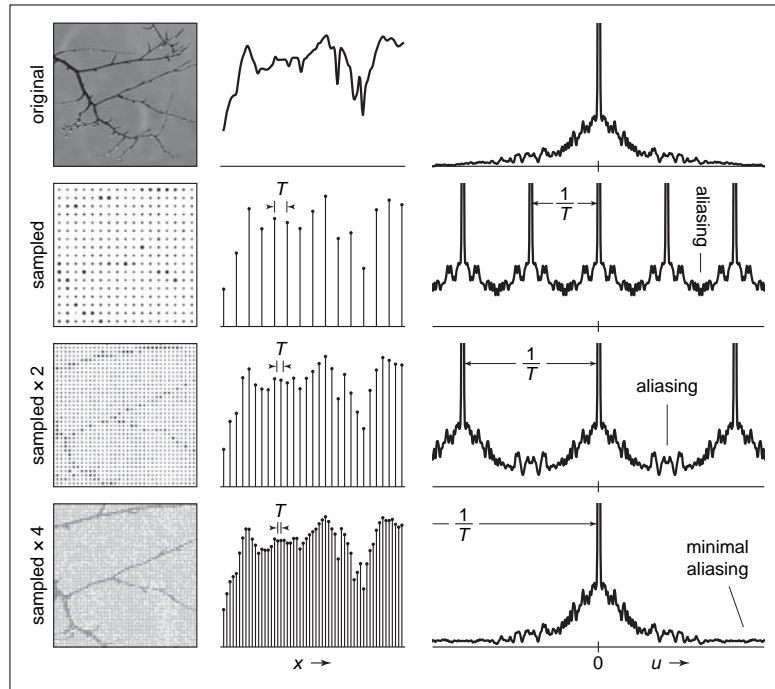 original
sampled
T
1
T
aliasing
sampled × 2
T
1
T
aliasing
sampled × 4
T
1
T
minimal
aliasing
x →
0
u →